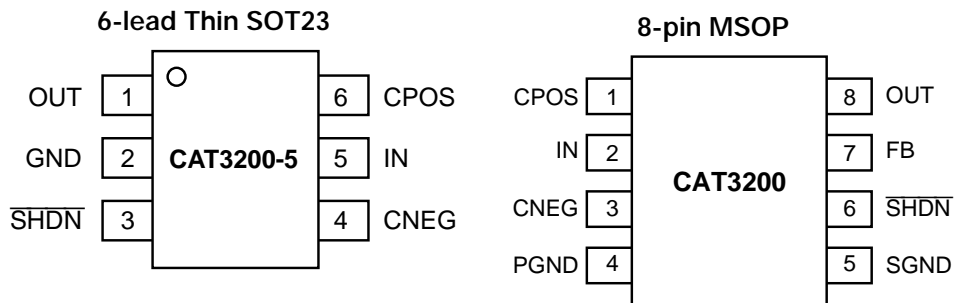 6-lead Thin SOT23
OUT 1 6 CPOS
GND 2 CAT3200-5 5 IN
SHDN 3 4 CNEG
8-pin MSOP
CPOS 1 8 OUT
IN 2 7 FB
CAT3200
CNEG 3 6 SHDN
PGND 4 5 SGND